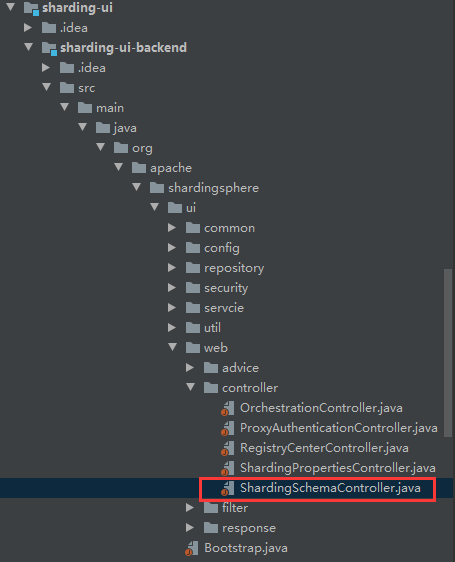 sharding-ui
.idea
sharding-ui-backend
.idea
src
main
java
org
apache
shardingsphere
ui
common
config
repository
security
servcie
util
web
advice
controller
OrchestrationController.java
ProxyAuthenticationController.java
RegistryCenterController.java
ShardingPropertiesController.java
ShardingSchemaController.java
filter
response
Bootstrap.java